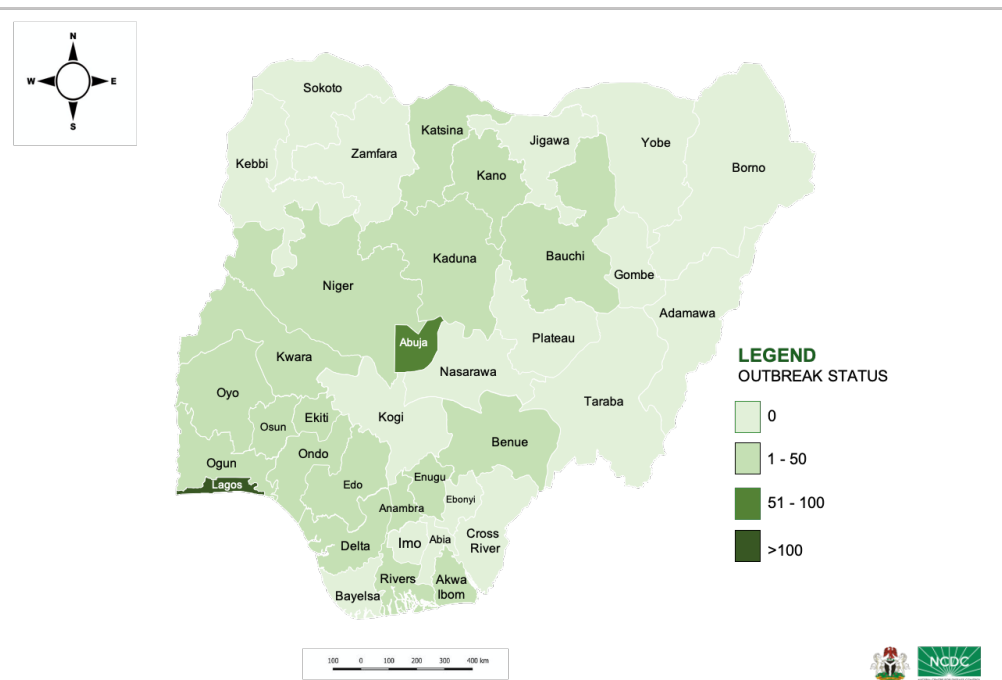 N
W
E
S
Sokoto
Katsina
Jigawa
Yobe
Zamfara
Kebbi
Borno
Kano
Kaduna
Bauchi
Gombe
Niger
Adamawa
Abuja
Plateau
Kwara
Nasarawa
Oyo
Taraba
Kogi
Ekiti
Osun
Benue
Ondo
Ogun
Lagos
Edo
Enugu
Ebonyi
Anambra
Cross
River
Imo
Abia
Delta
Rivers
Akwa
Ibom
Bayelsa
LEGEND
OUTBREAK STATUS
0
1 - 50
51 - 100
>100
100 0 100 200 300 400 km
NCDC